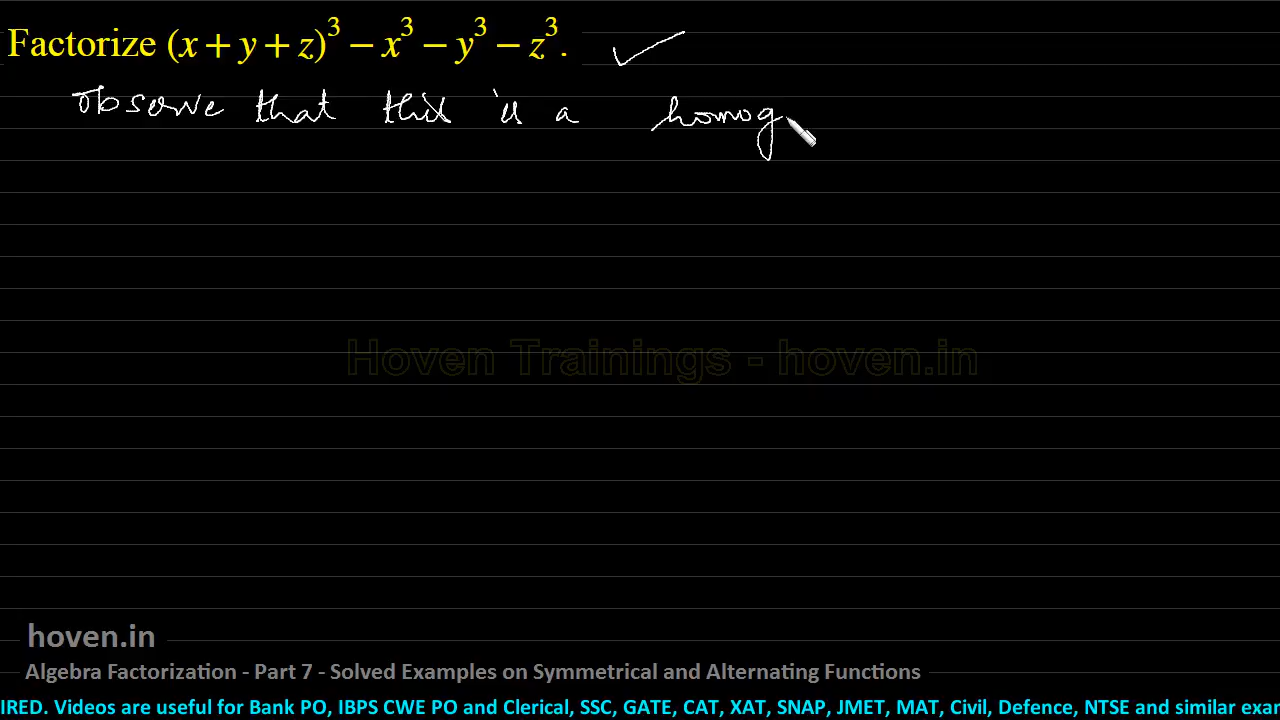 Factorize (x + y + z)³ − x³ − y³ − z³.
observe that this is a homog
Hoven Trainings - hoven.in
hoven.in
Algebra Factorization - Part 7 - Solved Examples on Symmetrical and Alternating Functions
IRED. Videos are useful for Bank PO, IBPS CWE PO and Clerical, SSC, GATE, CAT, XAT, SNAP, JMET, MAT, Civil, Defence, NTSE and similar exam